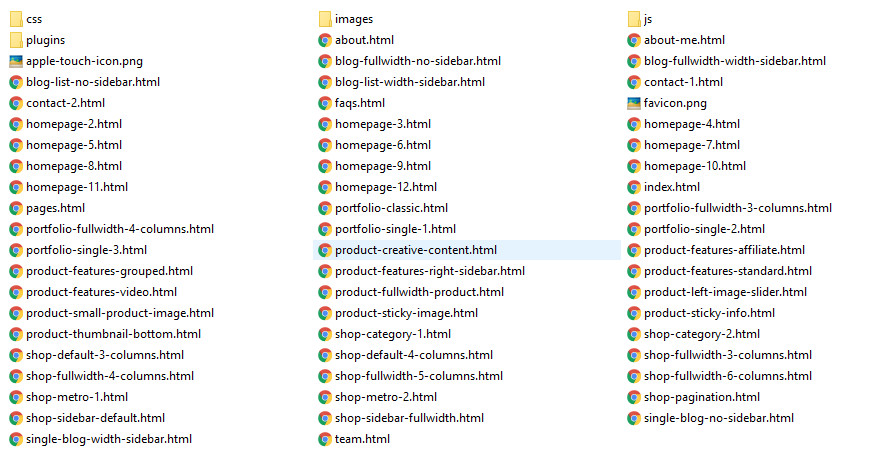 css
images
js
plugins
about.html
about-me.html
apple-touch-icon.png
blog-fullwidth-no-sidebar.html
blog-fullwidth-width-sidebar.html
blog-list-no-sidebar.html
blog-list-width-sidebar.html
contact-1.html
contact-2.html
faqs.html
favicon.png
homepage-2.html
homepage-3.html
homepage-4.html
homepage-5.html
homepage-6.html
homepage-7.html
homepage-8.html
homepage-9.html
homepage-10.html
homepage-11.html
homepage-12.html
index.html
pages.html
portfolio-classic.html
portfolio-fullwidth-3-columns.html
portfolio-fullwidth-4-columns.html
portfolio-single-1.html
portfolio-single-2.html
portfolio-single-3.html
product-creative-content.html
product-features-affiliate.html
product-features-grouped.html
product-features-right-sidebar.html
product-features-standard.html
product-features-video.html
product-fullwidth-product.html
product-left-image-slider.html
product-small-product-image.html
product-sticky-image.html
product-sticky-info.html
product-thumbnail-bottom.html
shop-category-1.html
shop-category-2.html
shop-default-3-columns.html
shop-default-4-columns.html
shop-fullwidth-3-columns.html
shop-fullwidth-4-columns.html
shop-fullwidth-5-columns.html
shop-fullwidth-6-columns.html
shop-metro-1.html
shop-metro-2.html
shop-pagination.html
shop-sidebar-default.html
shop-sidebar-fullwidth.html
single-blog-no-sidebar.html
single-blog-width-sidebar.html
team.html